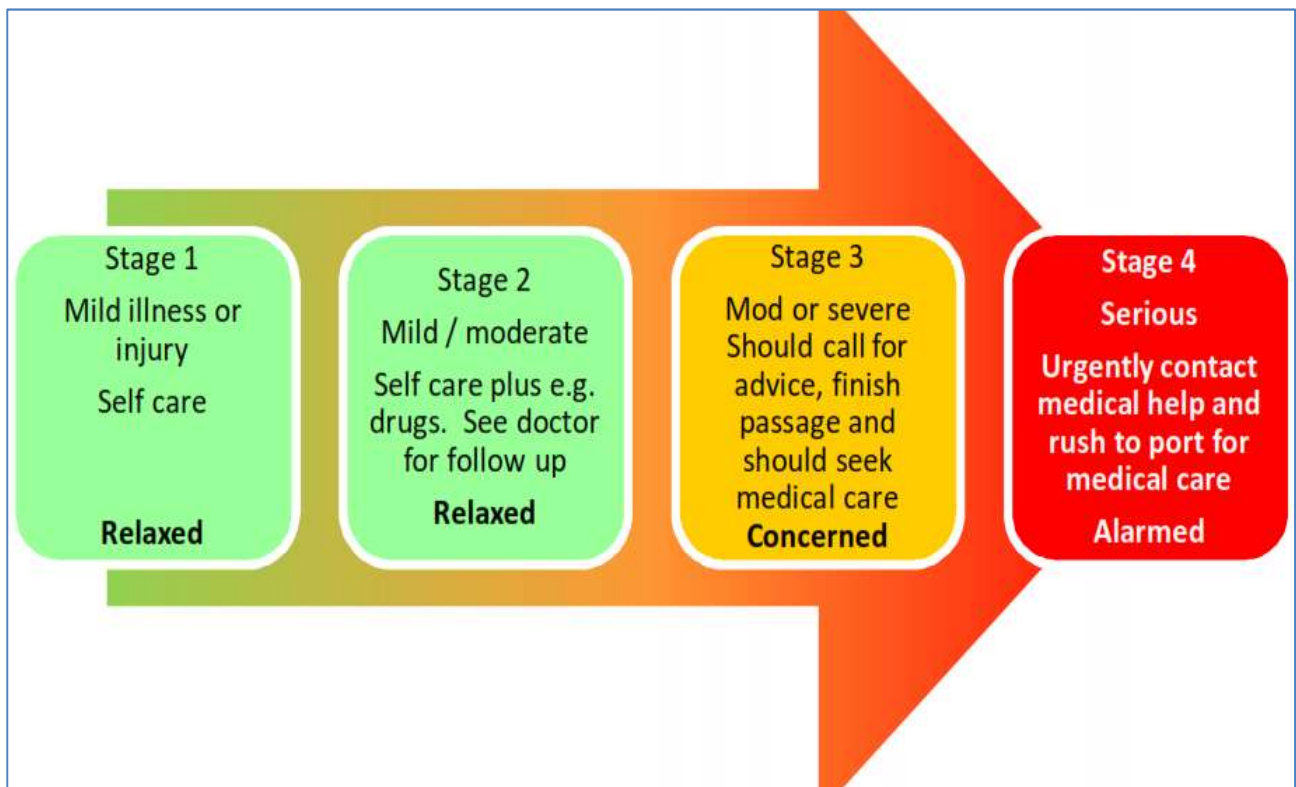 Stage 1
Mild illness or
injury
Self care
Relaxed
Stage 2
Mild / moderate
Self care plus e.g.
drugs.  See doctor
for follow up
Relaxed
Stage 3
Mod or severe
Should call for
advice, finish
passage and
should seek
medical care
Concerned
Stage 4
Serious
Urgently contact
medical help and
rush to port for
medical care
Alarmed